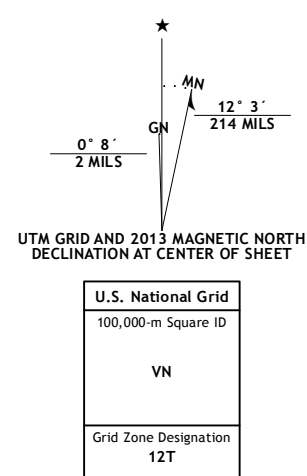 ★
MN
12° 3´
214 MILS
GN
0° 8´
2 MILS
UTM GRID AND 2013 MAGNETIC NORTH
DECLINATION AT CENTER OF SHEET
U.S. National Grid
100,000-m Square ID
VN
Grid Zone Designation
12T